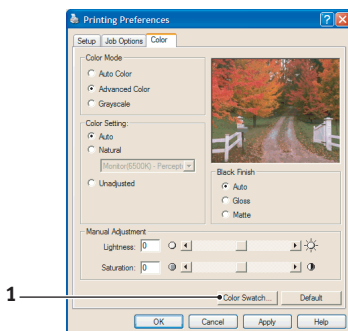 Printing Preferences
Setup Job Options Color
Color Mode
Auto Color
Advanced Color
Grayscale
Color Setting:
Auto
Natural
Monitor(6500K) - Percepti
Unadjusted
Black Finish
Auto
Gloss
Matte
Manual Adjustment
Lightness: 0
Saturation: 0
1
Color Swatch... Default
OK Cancel Apply Help